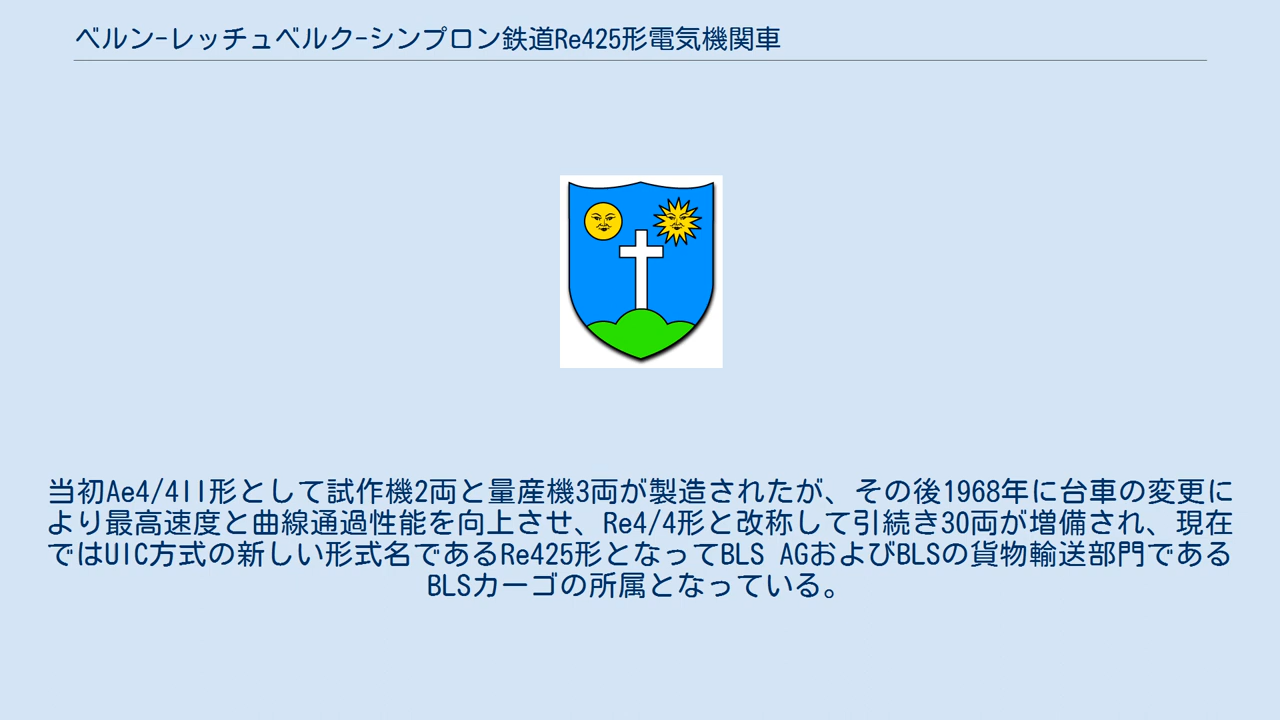 ベルン-レッチュベルク-シンプロン鉄道Re425形電気機関車
当初Ae4/4II形として試作機2両と量産機3両が製造されたが、その後1968年に台車の変更に
より最高速度と曲線通過性能を向上させ、Re4/4形と改称して引続き30両が増備され、現在
ではUIC方式の新しい形式名であるRe425形となってBLS AGおよびBLSの貨物輸送部門である
BLSカーゴの所属となっている。